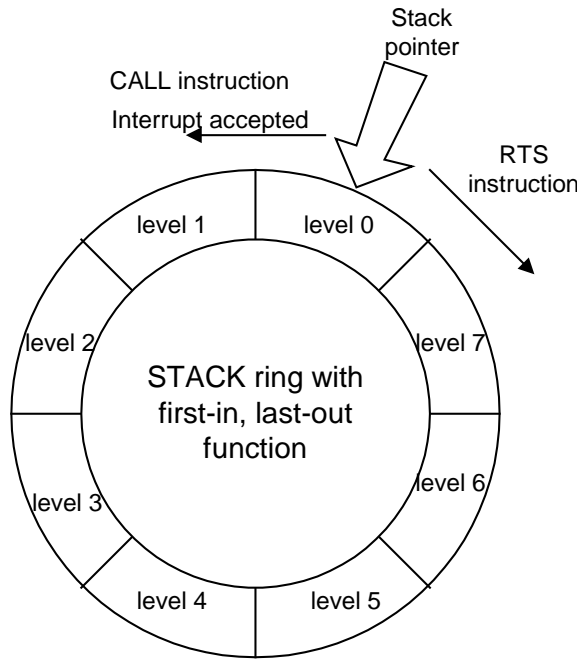 Stack
pointer
CALL instruction
Interrupt accepted
RTS
instruction
level 1
level 0
level 2
level 7
STACK ring with
first-in, last-out
function
level 3
level 6
level 4
level 5